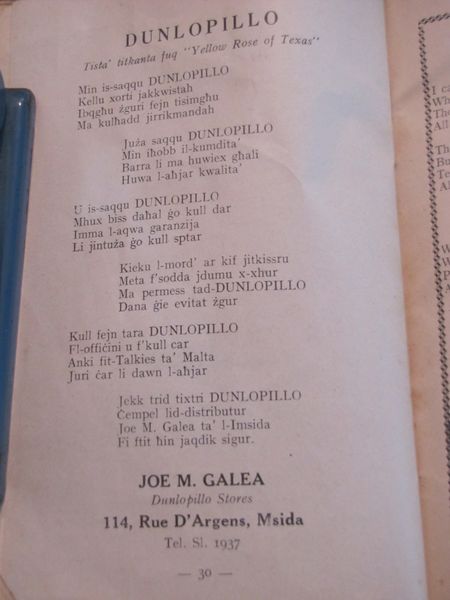 DUNLOPILLO
Tista' titkanta fuq "Yellow Rose of Texas"
Min is-saqqu DUNLOPILLO
Kellu xorti jakkwistah
Ibqgħu żguri fejn tisimgħu
Ma kulħadd jirrikmandah
Juża saqqu DUNLOPILLO
Min iħobb il-kumdita'
Barra li ma huwiex għali
Huwa l-aħjar kwalita'
U is-saqqu DUNLOPILLO
Mhux biss daħal ġo kull dar
Imma l-aqwa garanzija
Li jintuża ġo kull sptar
Kieku l-mord' ar kif jitkissru
Meta f'sodda jdumu x-xhur
Ma permess tad-DUNLOPILLO
Dana ġie evitat żgur
Kull fejn tara DUNLOPILLO
Fl-offiċini u f'kull car
Anki fit-Talkies ta' Malta
Juri ċar li dawn l-aħjar
Jekk trid tixtri DUNLOPILLO
Ċempel lid-distributur
Joe M. Galea ta' l-Imsida
Fi ftit ħin jaqdik sigur.
JOE M. GALEA
Dunlopillo Stores
114, Rue D'Argens, Msida
Tel. Sl. 1937
— 30 —
I ca